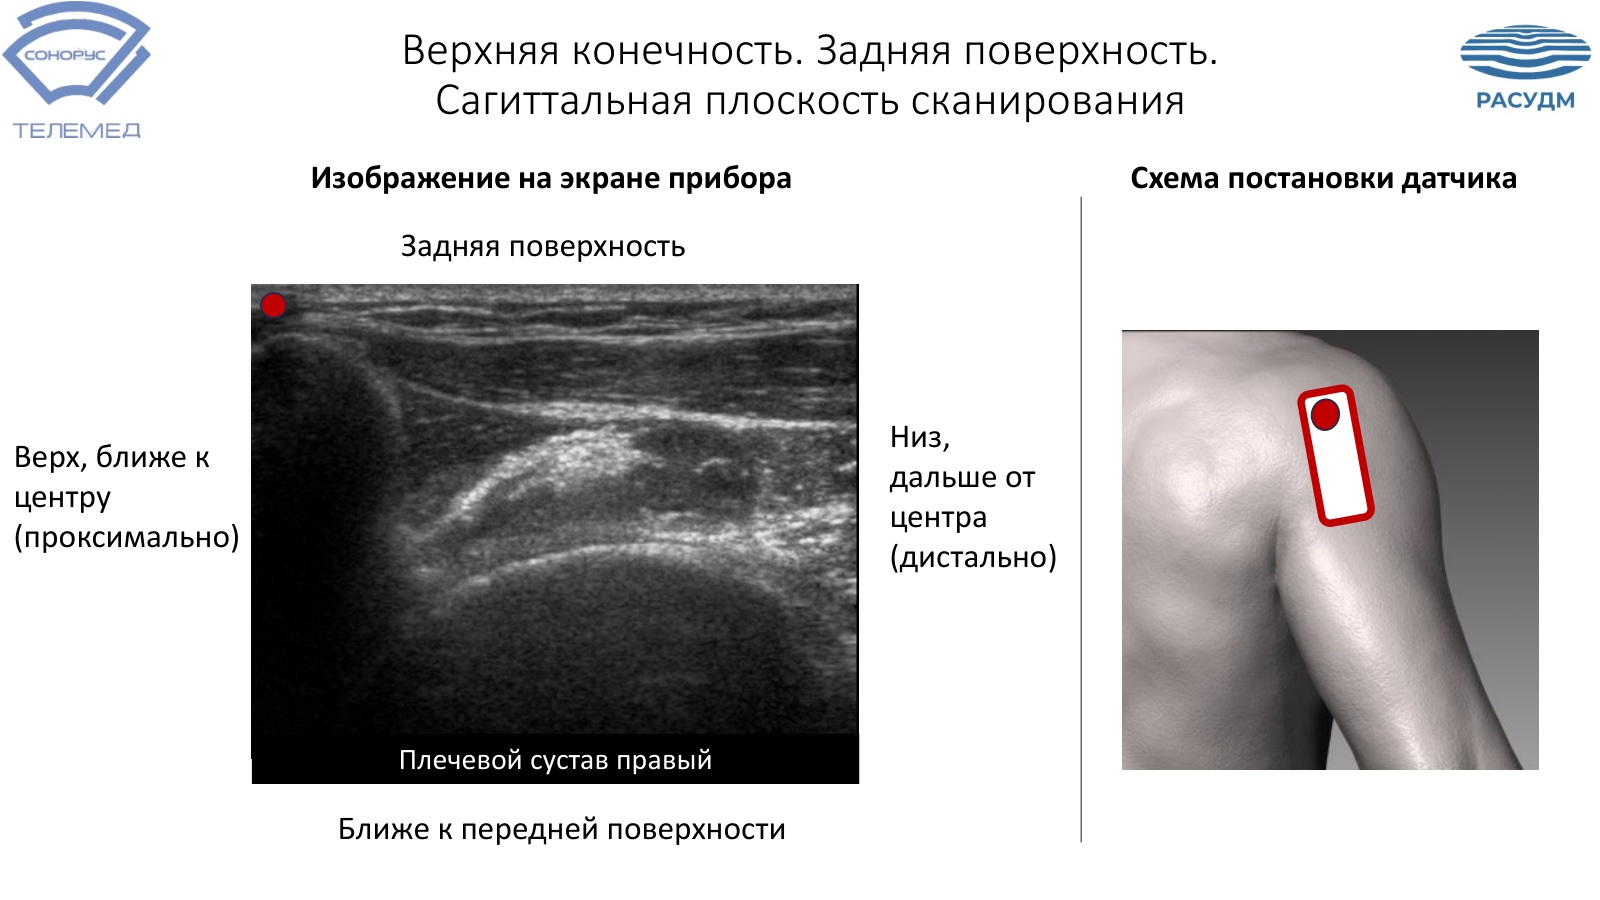 СОНОРУС
ТЕЛЕМЕД
Верхняя конечность. Задняя поверхность.
Сагиттальная плоскость сканирования
РАСУДМ
Изображение на экране прибора
Схема постановки датчика
Задняя поверхность
Верх, ближе к
центру
(проксимально)
Низ,
дальше от
центра
(дистально)
Плечевой сустав правый
Ближе к передней поверхности